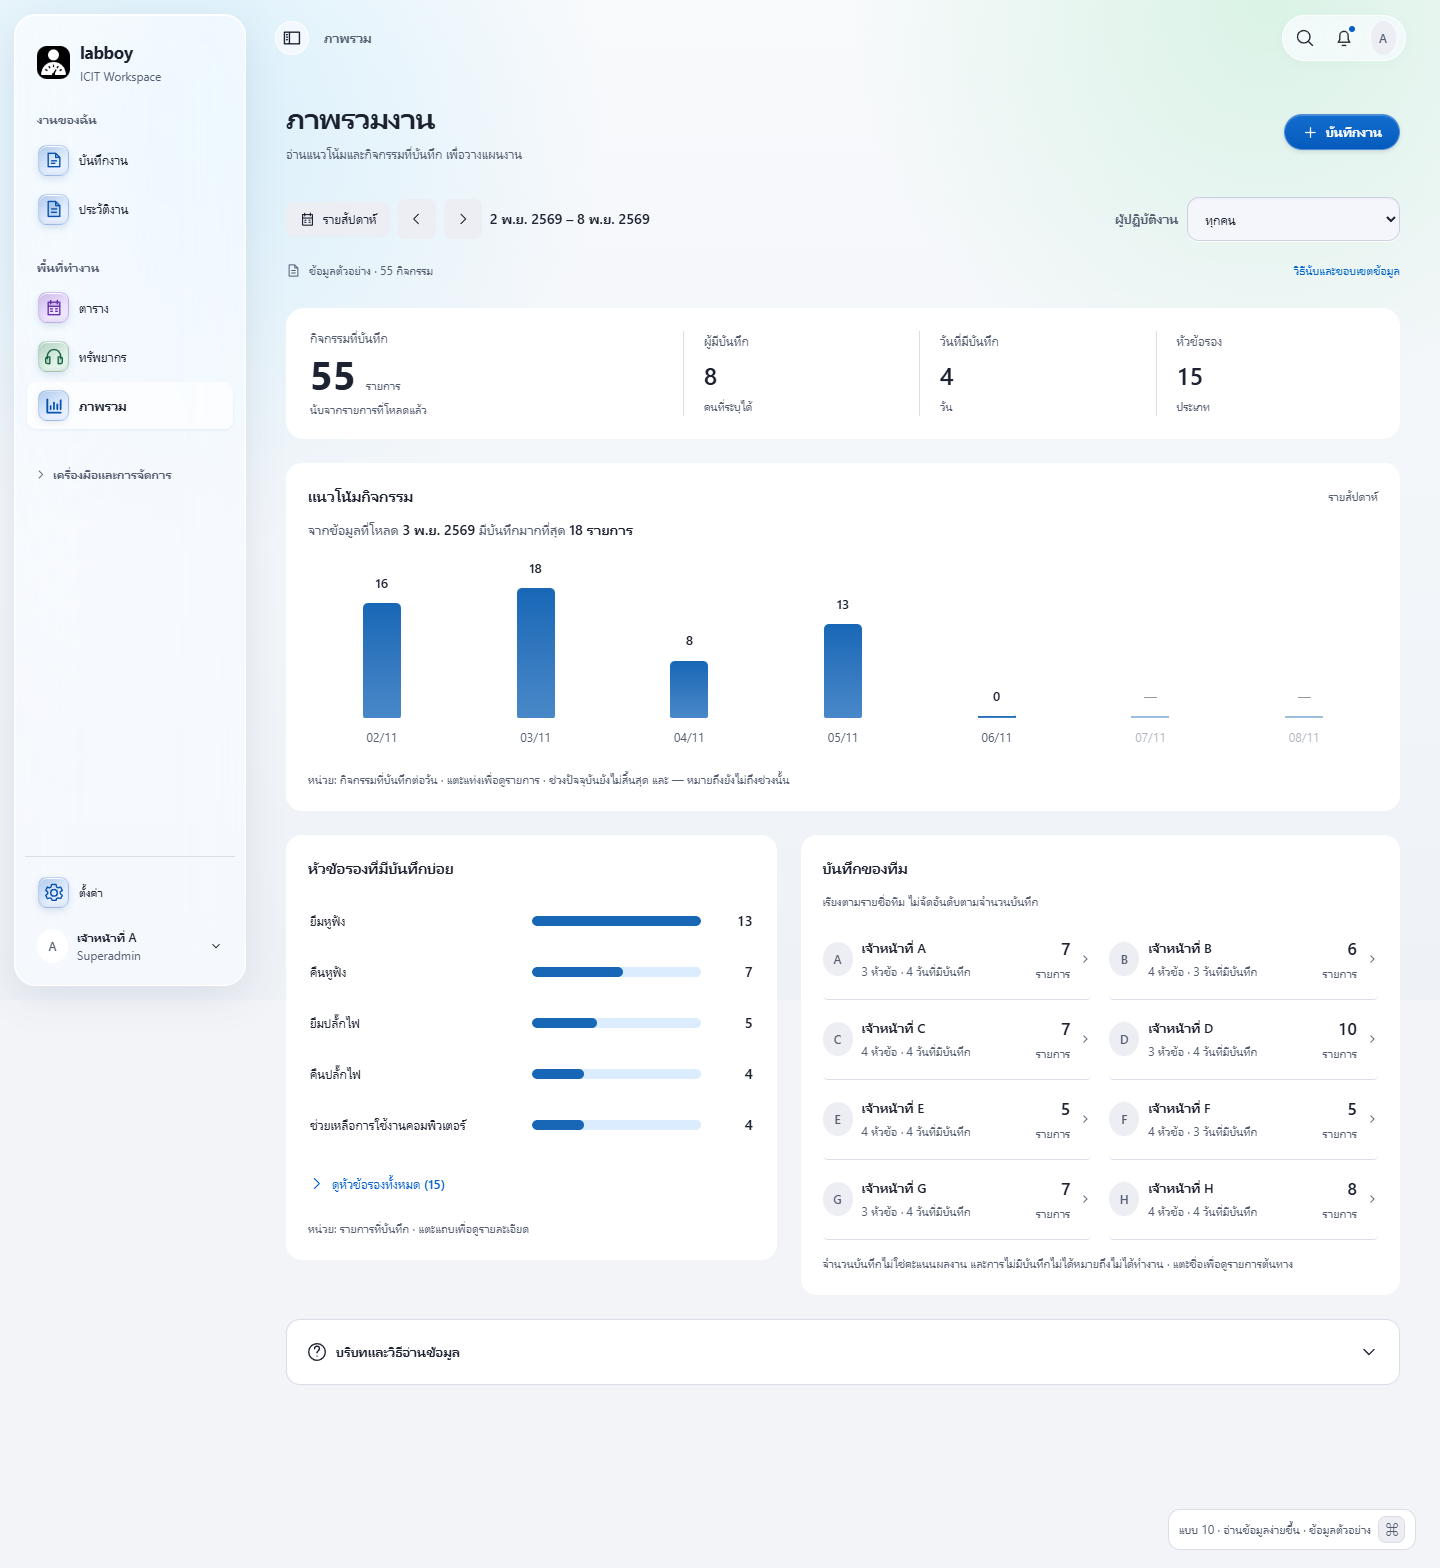 labboy
ICIT Workspace
งานของฉัน
บันทึกงาน
ประวัติงาน
พื้นที่ทำงาน
ตาราง
ทรัพยากร
ภาพรวม
เครื่องมือและการจัดการ
ตั้งค่า
A
เจ้าหน้าที่ A
Superadmin
ภาพรวม
A
ภาพรวมงาน
อ่านแนวโน้มและกิจกรรมที่บันทึก เพื่อวางแผนงาน
บันทึกงาน
รายสัปดาห์
2 พ.ย. 2569 – 8 พ.ย. 2569
ผู้ปฏิบัติงาน
ทุกคน
ข้อมูลตัวอย่าง · 55 กิจกรรม
วิธีนับและขอบเขตข้อมูล
กิจกรรมที่บันทึก
55 รายการ
นับจากรายการที่โหลดแล้ว
ผู้มีบันทึก
8
คนที่ระบุได้
วันที่มีบันทึก
4
วัน
หัวข้อรอง
15
ประเภท
แนวโน้มกิจกรรม
รายสัปดาห์
จากข้อมูลที่โหลด 3 พ.ย. 2569 มีบันทึกมากที่สุด 18 รายการ
16
18
8
13
0
—
—
02/11
03/11
04/11
05/11
06/11
07/11
08/11
หน่วย: กิจกรรมที่บันทึกต่อวัน · แตะแท่งเพื่อดูรายการ · ช่วงปัจจุบันยังไม่สิ้นสุด และ — หมายถึงยังไม่ถึงช่วงนั้น
หัวข้อรองที่มีบันทึกบ่อย
ยืมหูฟัง
13
คืนหูฟัง
7
ยืมปลั๊กไฟ
5
คืนปลั๊กไฟ
4
ช่วยเหลือการใช้งานคอมพิวเตอร์
4
ดูหัวข้อรองทั้งหมด (15)
หน่วย: รายการที่บันทึก · แตะแถบเพื่อดูรายละเอียด
บันทึกของทีม
เรียงตามรายชื่อทีม ไม่จัดอันดับตามจำนวนบันทึก
A
เจ้าหน้าที่ A
7
3 หัวข้อ · 4 วันที่มีบันทึก
รายการ
B
เจ้าหน้าที่ B
6
4 หัวข้อ · 3 วันที่มีบันทึก
รายการ
C
เจ้าหน้าที่ C
7
4 หัวข้อ · 4 วันที่มีบันทึก
รายการ
D
เจ้าหน้าที่ D
10
3 หัวข้อ · 4 วันที่มีบันทึก
รายการ
E
เจ้าหน้าที่ E
5
4 หัวข้อ · 4 วันที่มีบันทึก
รายการ
F
เจ้าหน้าที่ F
5
4 หัวข้อ · 3 วันที่มีบันทึก
รายการ
G
เจ้าหน้าที่ G
7
3 หัวข้อ · 4 วันที่มีบันทึก
รายการ
H
เจ้าหน้าที่ H
8
4 หัวข้อ · 4 วันที่มีบันทึก
รายการ
จำนวนบันทึกไม่ใช่คะแนนผลงาน และการไม่มีบันทึกไม่ได้หมายถึงไม่ได้ทำงาน · แตะชื่อเพื่อดูรายการต้นทาง
บริบทและวิธีอ่านข้อมูล
แบบ 10 · อ่านข้อมูลง่ายขึ้น · ข้อมูลตัวอย่าง ⌘